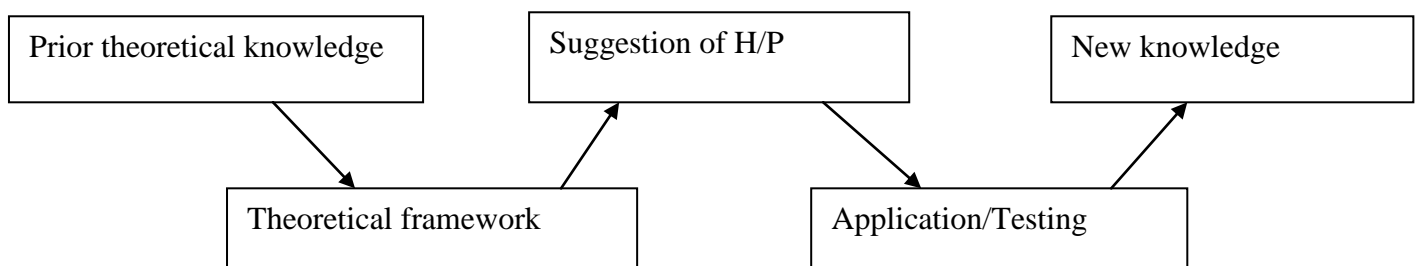 Prior theoretical knowledge
Suggestion of H/P
New knowledge
Theoretical framework
Application/Testing